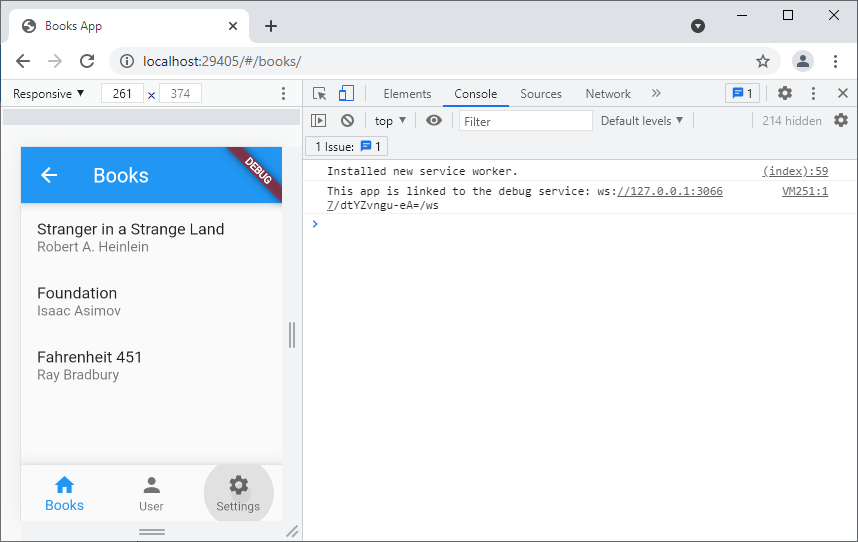 Books App
localhost:29405/#/books/
Responsive ▼ 261 × 374
Elements Console Sources Network » 1
top ▼ Filter Default levels ▼ 214 hidden
1 Issue: 1
Installed new service worker. (index):59
This app is linked to the debug service: ws://127.0.0.1:3066 VM251:1
7/dtYZvngu-eA=/ws
Books
DEBUG
Stranger in a Strange Land
Robert A. Heinlein
Foundation
Isaac Asimov
Fahrenheit 451
Ray Bradbury
Books User Settings